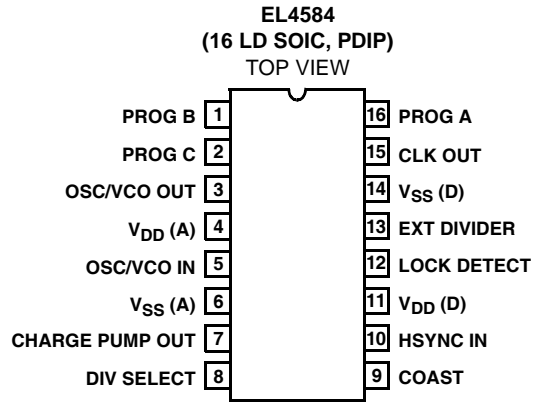 EL4584
(16 LD SOIC, PDIP)
TOP VIEW
PROG B 1 16 PROG A
PROG C 2 15 CLK OUT
OSC/VCO OUT 3 14 VSS (D)
VDD (A) 4 13 EXT DIVIDER
OSC/VCO IN 5 12 LOCK DETECT
VSS (A) 6 11 VDD (D)
CHARGE PUMP OUT 7 10 HSYNC IN
DIV SELECT 8 9 COAST